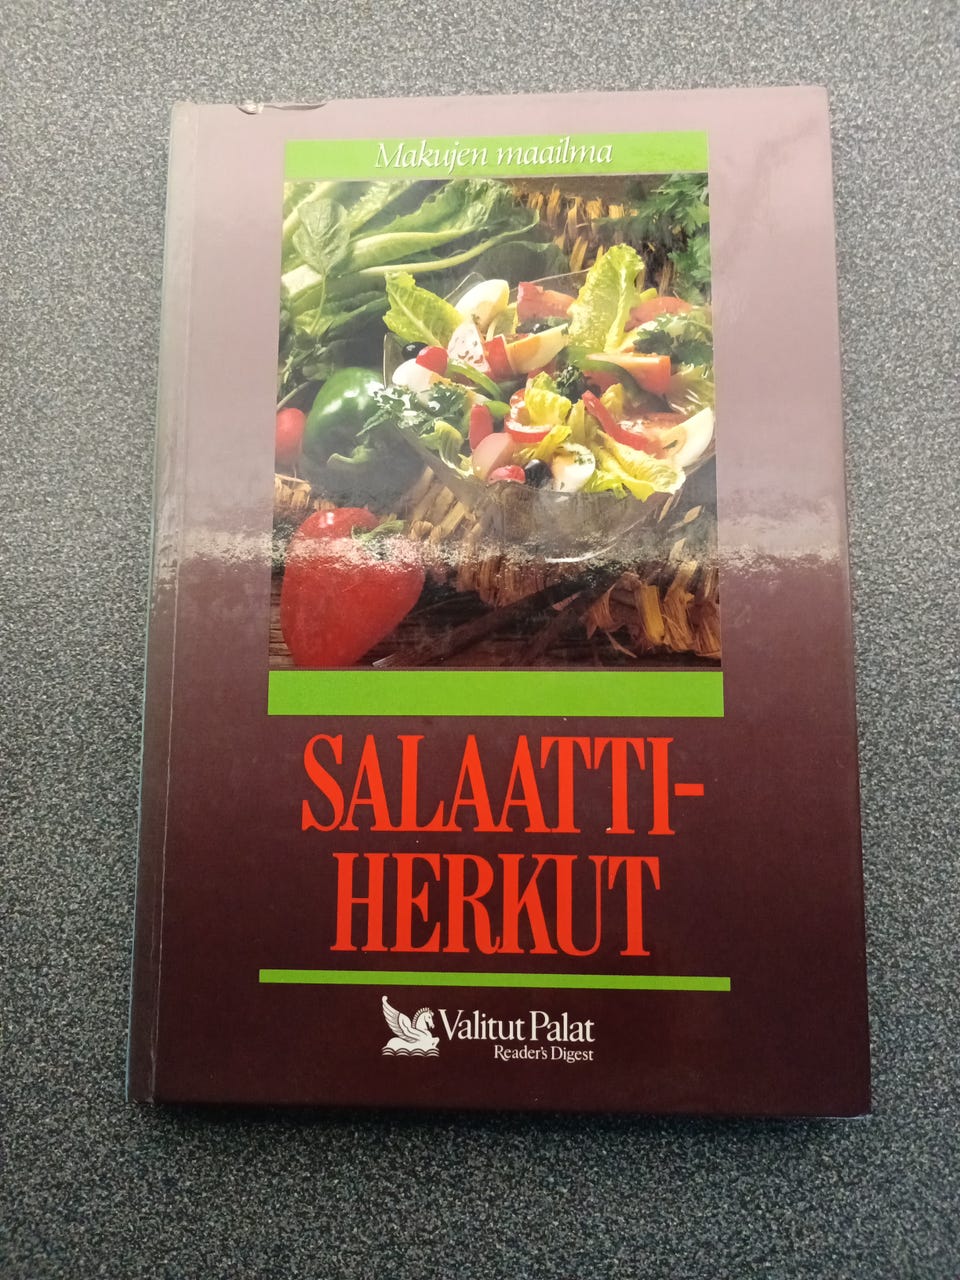 Makujen maailma
SALAATTI-
HERKUT
Valitut Palat
Reader's Digest